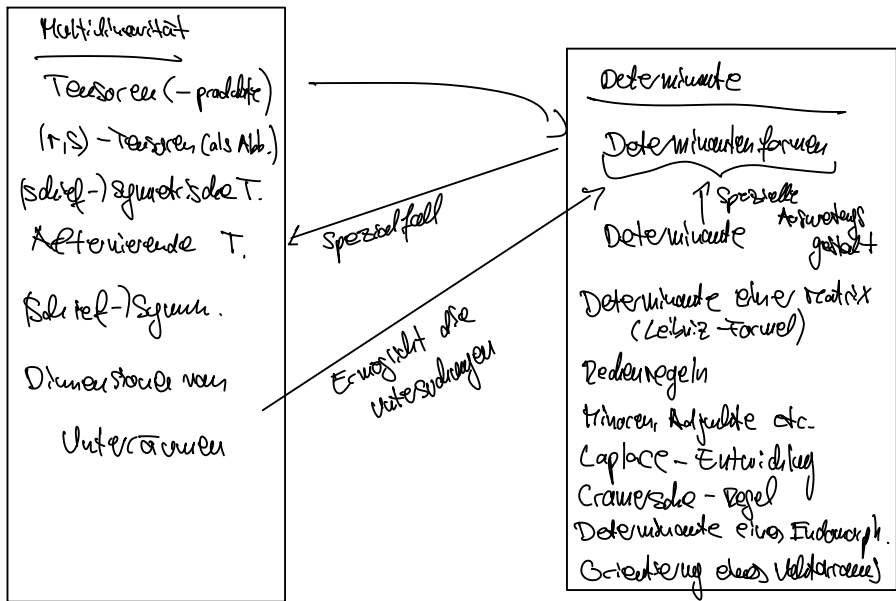 Multilinearität
Tensoren (-produkte)
(r,s) - Tensoren (als Abb.)
(schief-) symmetrische T.
Alternierende T.
(Schief-) Symm.
Dimensionen von
Unterräumen
Spezialfall
Ermöglicht die
Untersuchungen
Determinante
Determinantenformen
Spezielle
Determinante
Determinante einer Matrix
(Leibniz-Formel)
Rechenregeln
Minoren, Adjunkte etc.
Laplace-Entwicklung
Cramersche-Regel
Determinante eines Endomorph.
Orientierung eines Vektorraums